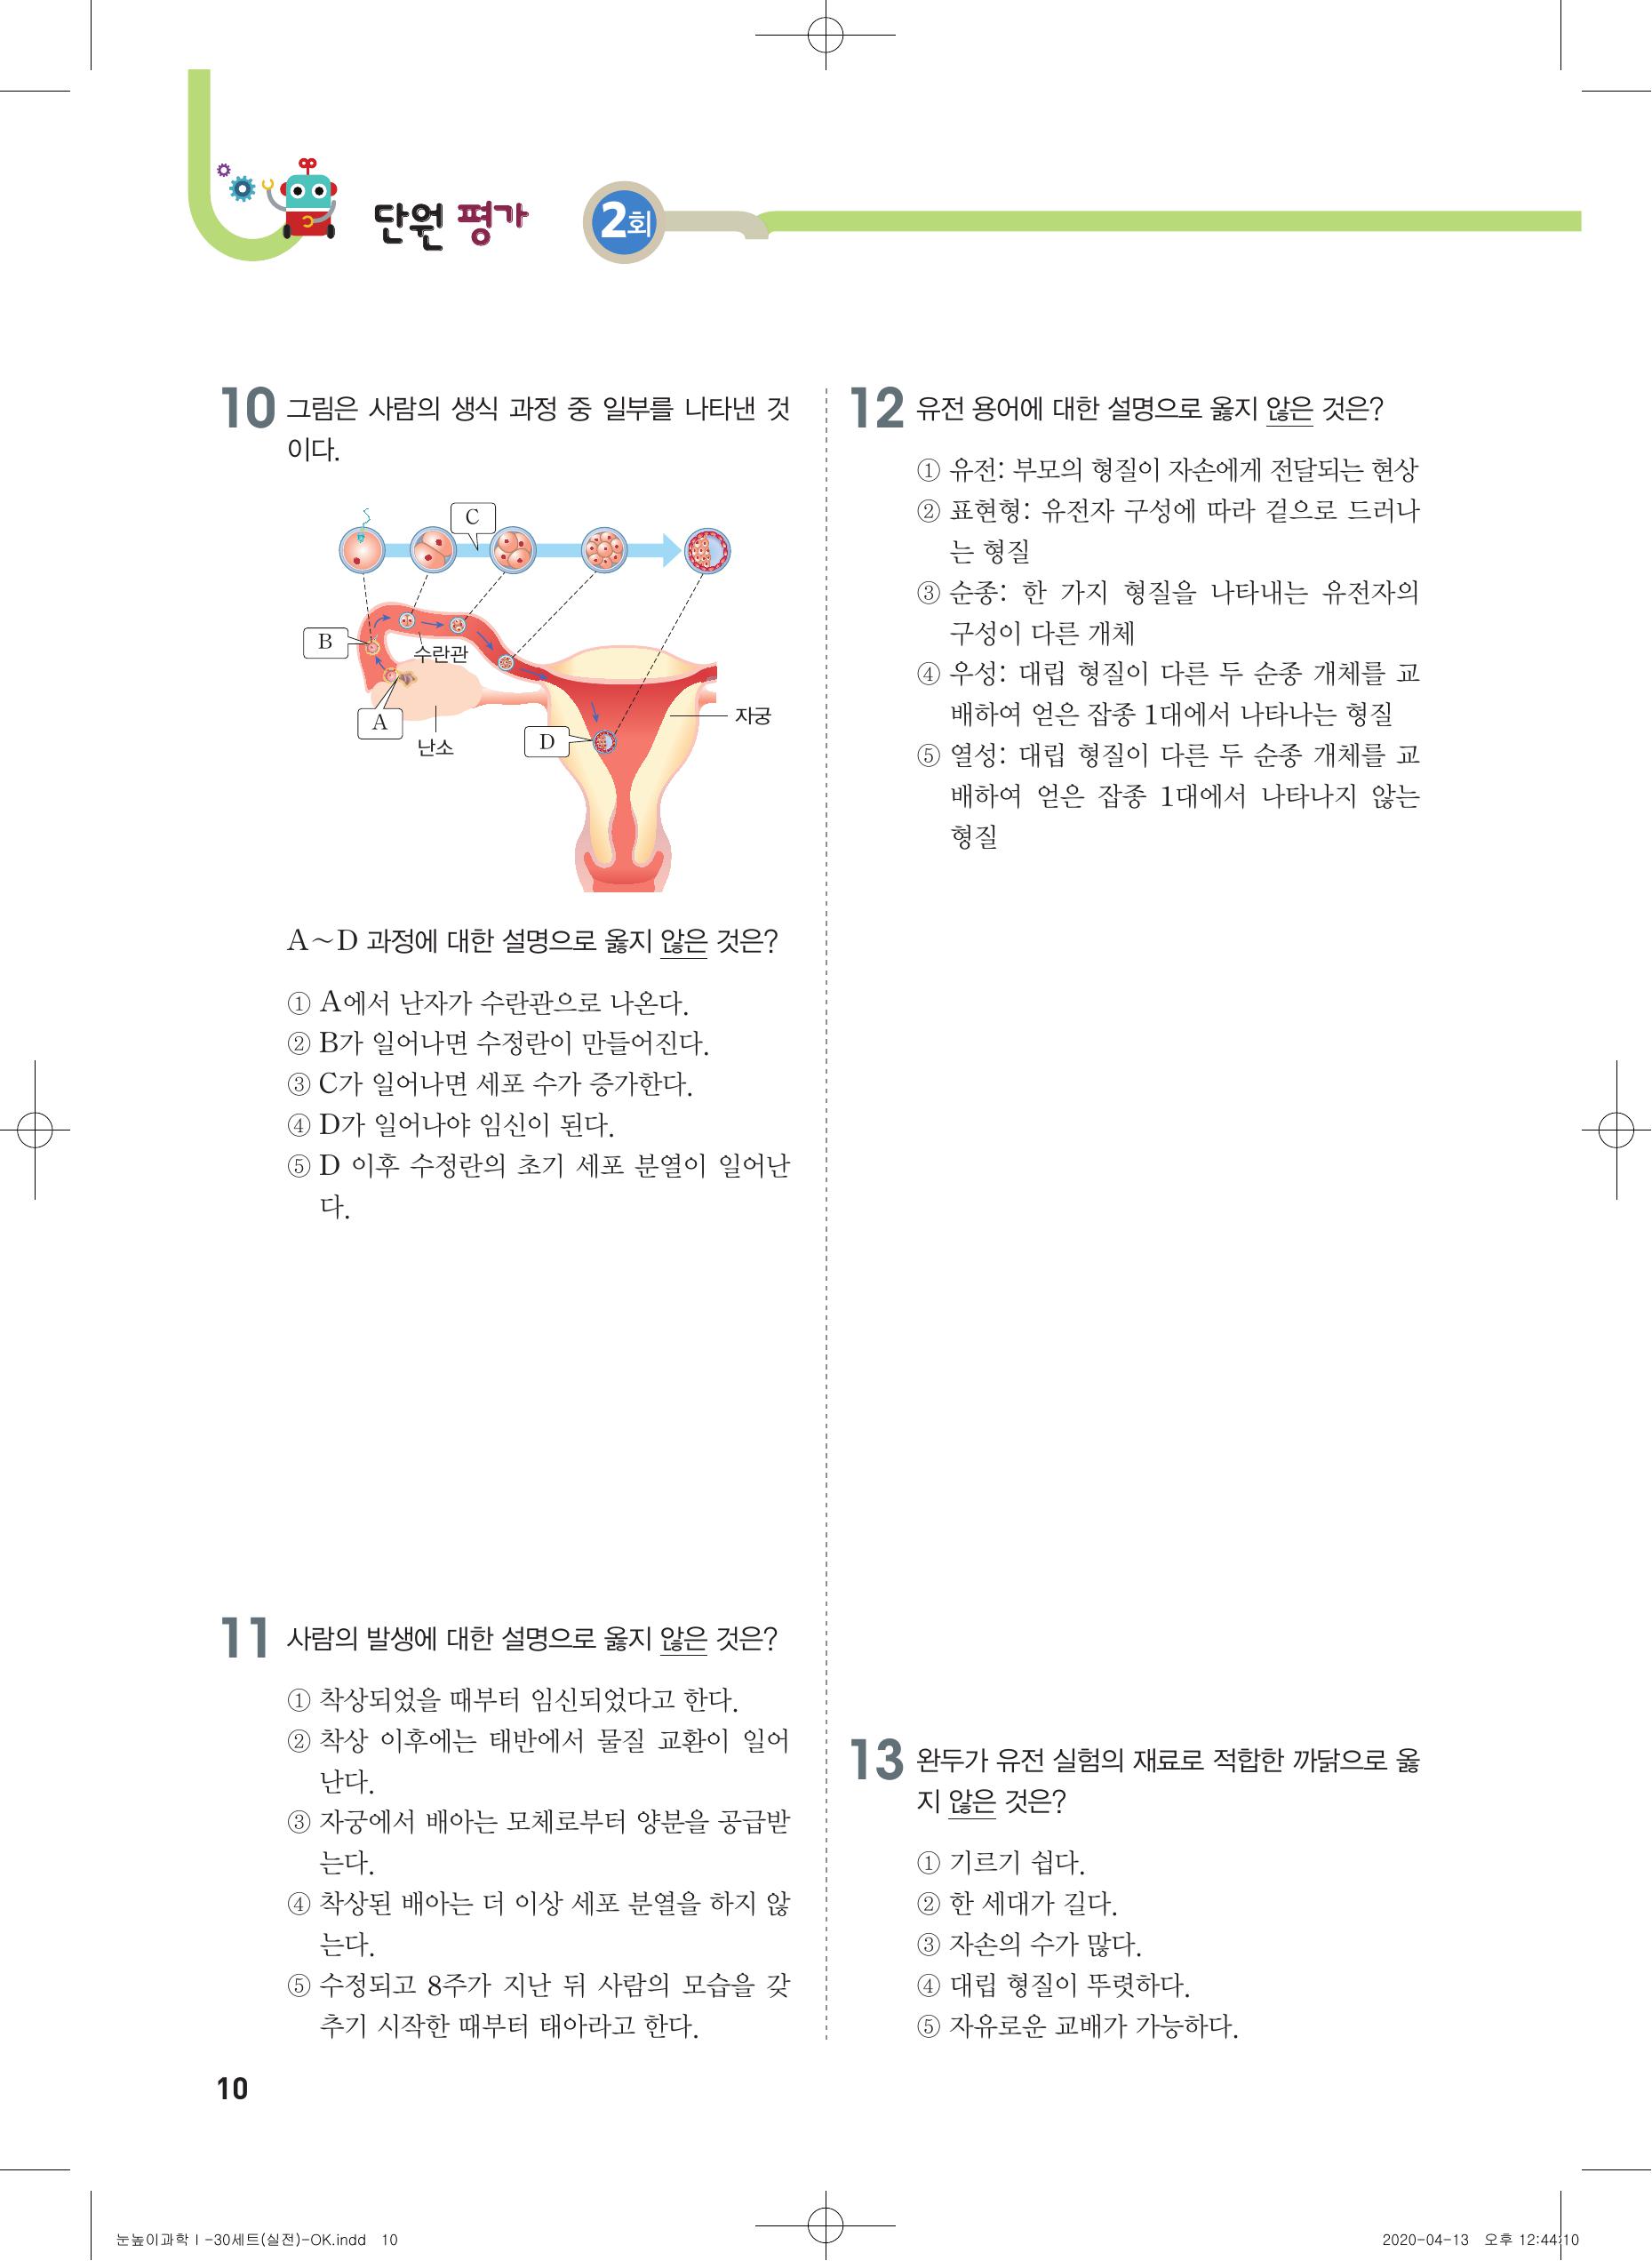 단원 평가
2회
10 그림은 사람의 생식 과정 중 일부를 나타낸 것
이다.
C
B
수란관
A
난소
D
자궁
A~D 과정에 대한 설명으로 옳지 않은 것은?
① A에서 난자가 수란관으로 나온다.
② B가 일어나면 수정란이 만들어진다.
③ C가 일어나면 세포 수가 증가한다.
④ D가 일어나야 임신이 된다.
⑤ D 이후 수정란의 초기 세포 분열이 일어난
다.
11 사람의 발생에 대한 설명으로 옳지 않은 것은?
① 착상되었을 때부터 임신되었다고 한다.
② 착상 이후에는 태반에서 물질 교환이 일어
난다.
③ 자궁에서 배아는 모체로부터 양분을 공급받
는다.
④ 착상된 배아는 더 이상 세포 분열을 하지 않
는다.
⑤ 수정되고 8주가 지난 뒤 사람의 모습을 갖
추기 시작한 때부터 태아라고 한다.
12 유전 용어에 대한 설명으로 옳지 않은 것은?
① 유전: 부모의 형질이 자손에게 전달되는 현상
② 표현형: 유전자 구성에 따라 겉으로 드러나
는 형질
③ 순종: 한 가지 형질을 나타내는 유전자의
구성이 다른 개체
④ 우성: 대립 형질이 다른 두 순종 개체를 교
배하여 얻은 잡종 1대에서 나타나는 형질
⑤ 열성: 대립 형질이 다른 두 순종 개체를 교
배하여 얻은 잡종 1대에서 나타나지 않는
형질
13 완두가 유전 실험의 재료로 적합한 까닭으로 옳
지 않은 것은?
① 기르기 쉽다.
② 한 세대가 길다.
③ 자손의 수가 많다.
④ 대립 형질이 뚜렷하다.
⑤ 자유로운 교배가 가능하다.
10
눈높이과학Ⅰ-30세트(실전)-OK.indd 10
2020-04-13 오후 12:44:10